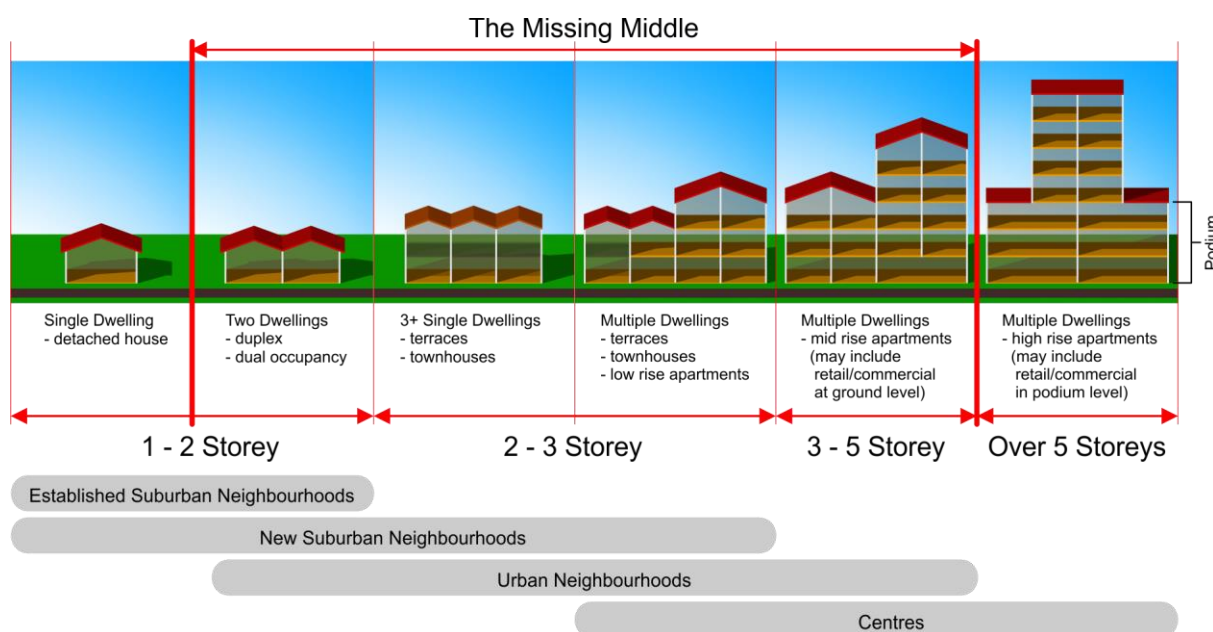 The Missing Middle
Podium
Single Dwelling
- detached house
Two Dwellings
- duplex
- dual occupancy
3+ Single Dwellings
- terraces
- townhouses
Multiple Dwellings
- terraces
- townhouses
- low rise apartments
Multiple Dwellings
- mid rise apartments
(may include
retail/commercial
at ground level)
Multiple Dwellings
- high rise apartments
(may include
retail/commercial
in podium level)
1 - 2 Storey
2 - 3 Storey
3 - 5 Storey
Over 5 Storeys
Established Suburban Neighbourhoods
New Suburban Neighbourhoods
Urban Neighbourhoods
Centres